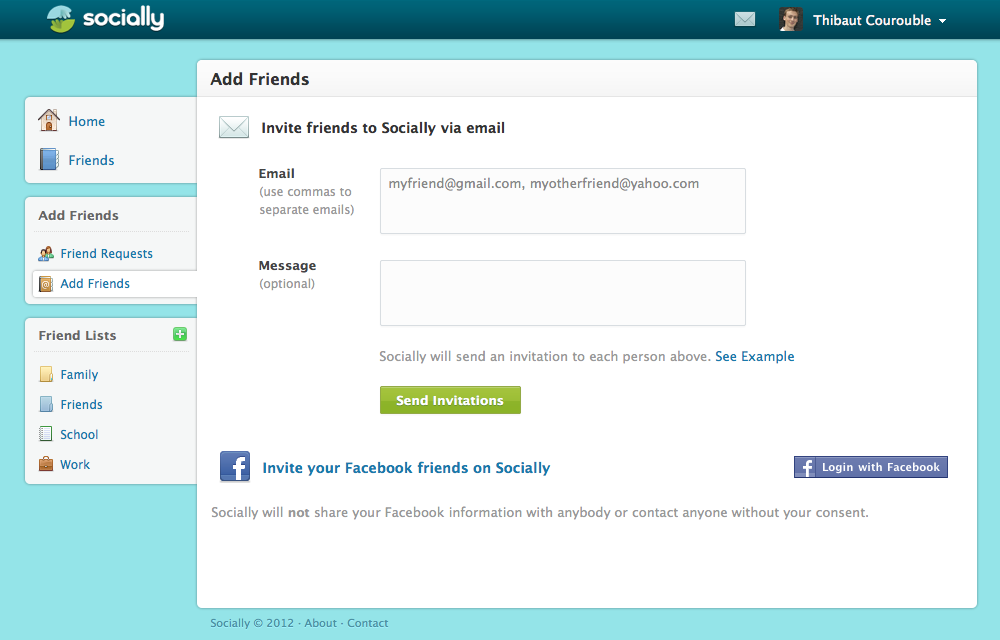 socially
Thibaut Courouble
Add Friends
Home
Friends
Add Friends
Friend Requests
Add Friends
Friend Lists
Family
Friends
School
Work
Invite friends to Socially via email
Email
(use commas to
separate emails)
myfriend@gmail.com, myotherfriend@yahoo.com
Message
(optional)
Socially will send an invitation to each person above. See Example
Send Invitations
f
Invite your Facebook friends on Socially
f
Login with Facebook
Socially will not share your Facebook information with anybody or contact anyone without your consent.
Socially © 2012 · About · Contact